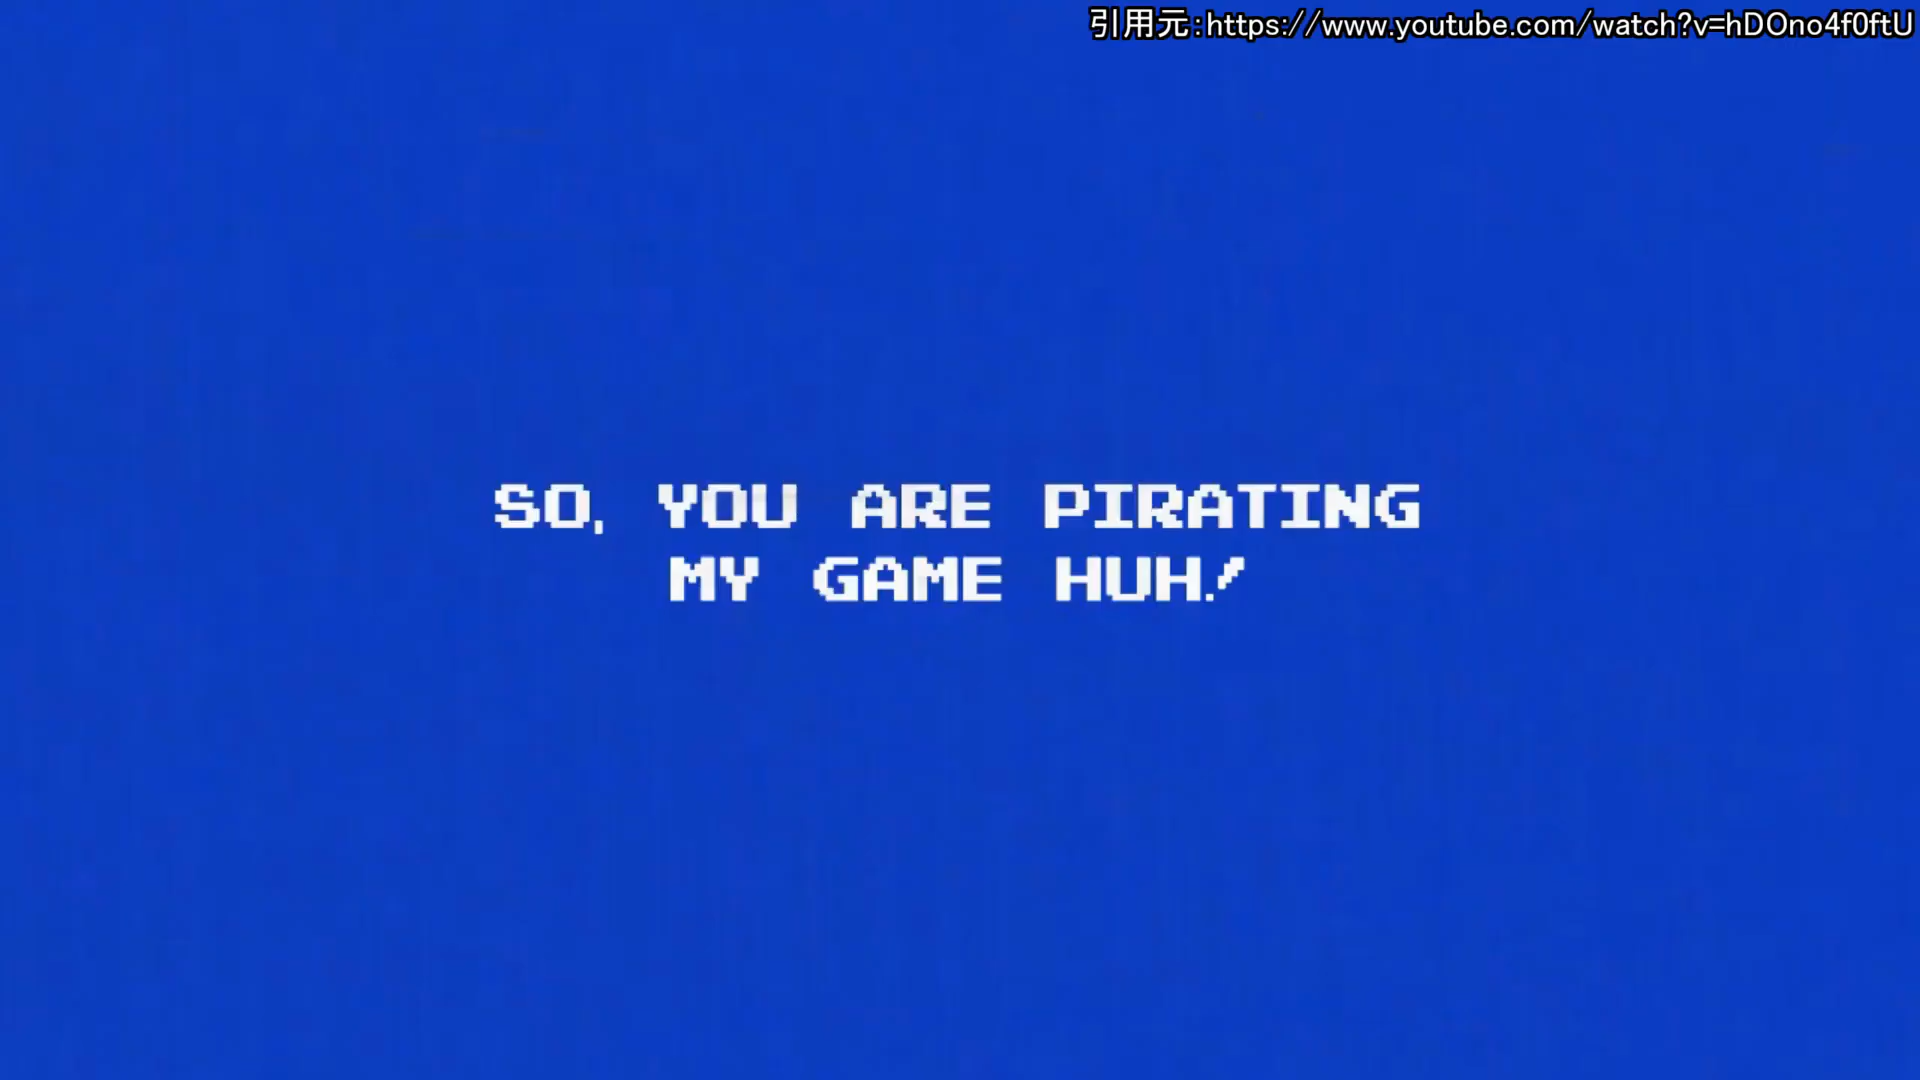 引用元:https://www.youtube.com/watch?v=hDOno4f0ftU
SO, YOU ARE PIRATING
MY GAME HUH!